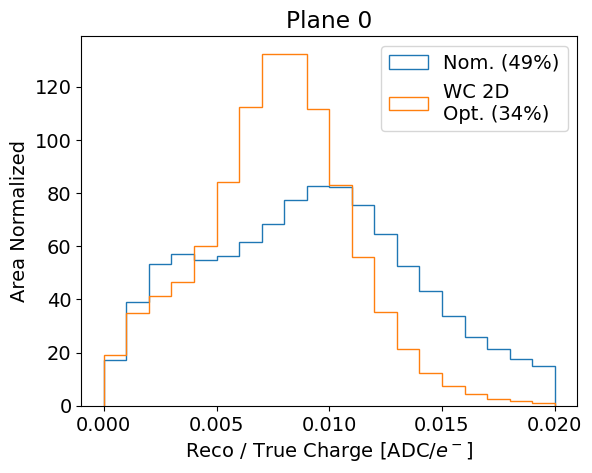 Plane 0
Nom. (49%)
WC 2D
Opt. (34%)
Area Normalized
120
100
80
60
40
20
0
0.000
0.005
0.010
0.015
0.020
Reco / True Charge [ADC/e⁻]